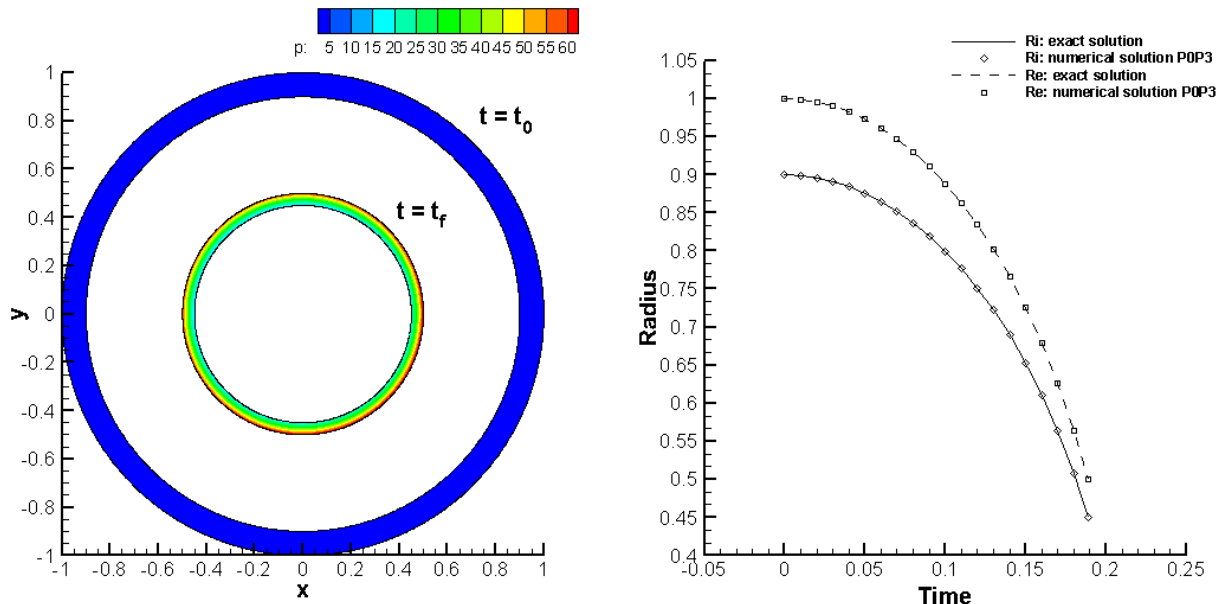 p: 5 10 15 20 25 30 35 40 45 50 55 60
1
0.8
0.6
0.4
0.2
0
-0.2
-0.4
-0.6
-0.8
-1
y
-1 -0.8 -0.6 -0.4 -0.2 0 0.2 0.4 0.6 0.8 1
x
t = t0
t = tf
Ri: exact solution
Ri: numerical solution P0P3
Re: exact solution
Re: numerical solution P0P3
1.05
1
0.95
0.9
0.85
0.8
0.75
0.7
0.65
0.6
0.55
0.5
0.45
0.4
Radius
-0.05 0 0.05 0.1 0.15 0.2 0.25
Time